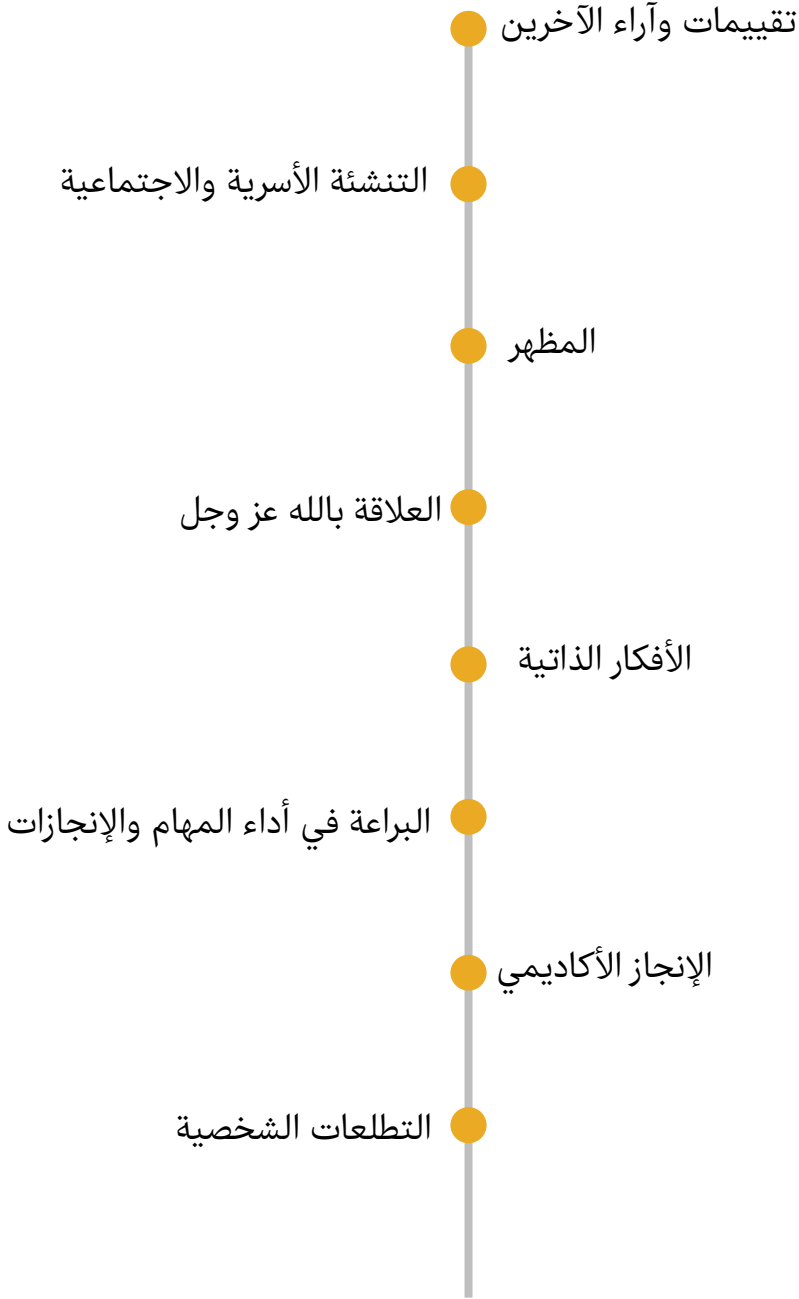 تقييمات وآراء الآخرين
التنشئة الأسرية والاجتماعية
المظهر
العلاقة بالله عز وجل
الأفكار الذاتية
البراعة في أداء المهام والإنجازات
الإنجاز الأكاديمي
التطلعات الشخصية